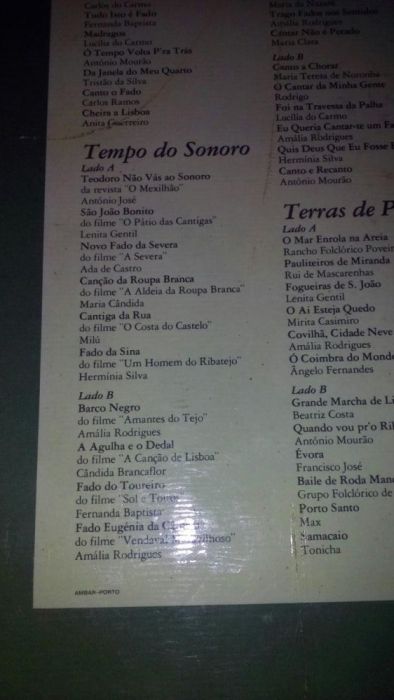 Carlos do Carmo
Tudo Isto é Fado
Fernanda Baptista
Madragoa
Lucília do Carmo
Ó Tempo Volta P'ra Trás
António Mourão
Da Janela do Meu Quarto
Tristão da Silva
Canto o Fado
Carlos Ramos
Cheira a Lisboa
Anita Guerreiro
Tempo do Sonoro
Lado A
Teodoro Não Vás ao Sonoro
da revista "O Mexilhão"
António José
São João Bonito
do filme "O Pátio das Cantigas"
Lenita Gentil
Novo Fado da Severa
do filme "A Severa"
Ada de Castro
Canção da Roupa Branca
do filme "A Aldeia da Roupa Branca"
Maria Cândida
Cantiga da Rua
do filme "O Costa do Castelo"
Milú
Fado da Sina
do filme "Um Homem do Ribatejo"
Hermínia Silva
Lado B
Barco Negro
do filme "Amantes do Tejo"
Amália Rodrigues
A Agulha e o Dedal
do filme "A Canção de Lisboa"
Cândida Brancaflor
Fado do Toureiro
do filme "Sol e
Fernanda Baptista
Fado Eugénia da
do filme "Vendaval
Amália Rodrigues
AMBAR-PORTO
Maria da Nazaré
Trago Fados nos Sentidos
Amália Rodrigues
Cantar Não é Pecado
Maria Clara
Lado B
Canto a Chorar
Maria Teresa de Noronha
O Cantar da Minha Gente
Rodrigo
Foi na Travessa da Palha
Lucília do Carmo
Eu Queria Cantar-te um Fa
Amália Rodrigues
Quis Deus Que Eu Fosse
Hermínia Silva
Canto e Recanto
António Mourão
Terras de P
Lado A
O Mar Enrola na Areia
Rancho Folclórico Poveir
Pauliteiros de Miranda
Rui de Mascarenhas
Fogueiras de S. João
Lenita Gentil
O Ai Esteja Quedo
Mirita Casimiro
Covilhã, Cidade Neve
Amália Rodrigues
Ó Coimbra do Mond
Ângelo Fernandes
Lado B
Grande Marcha de Li
Beatriz Costa
Quando vou pr'o Ri
António Mourão
Évora
Francisco José
Baile de Roda Man
Grupo Folclórico de
Porto Santo
Max
Samacaio
Tonicha